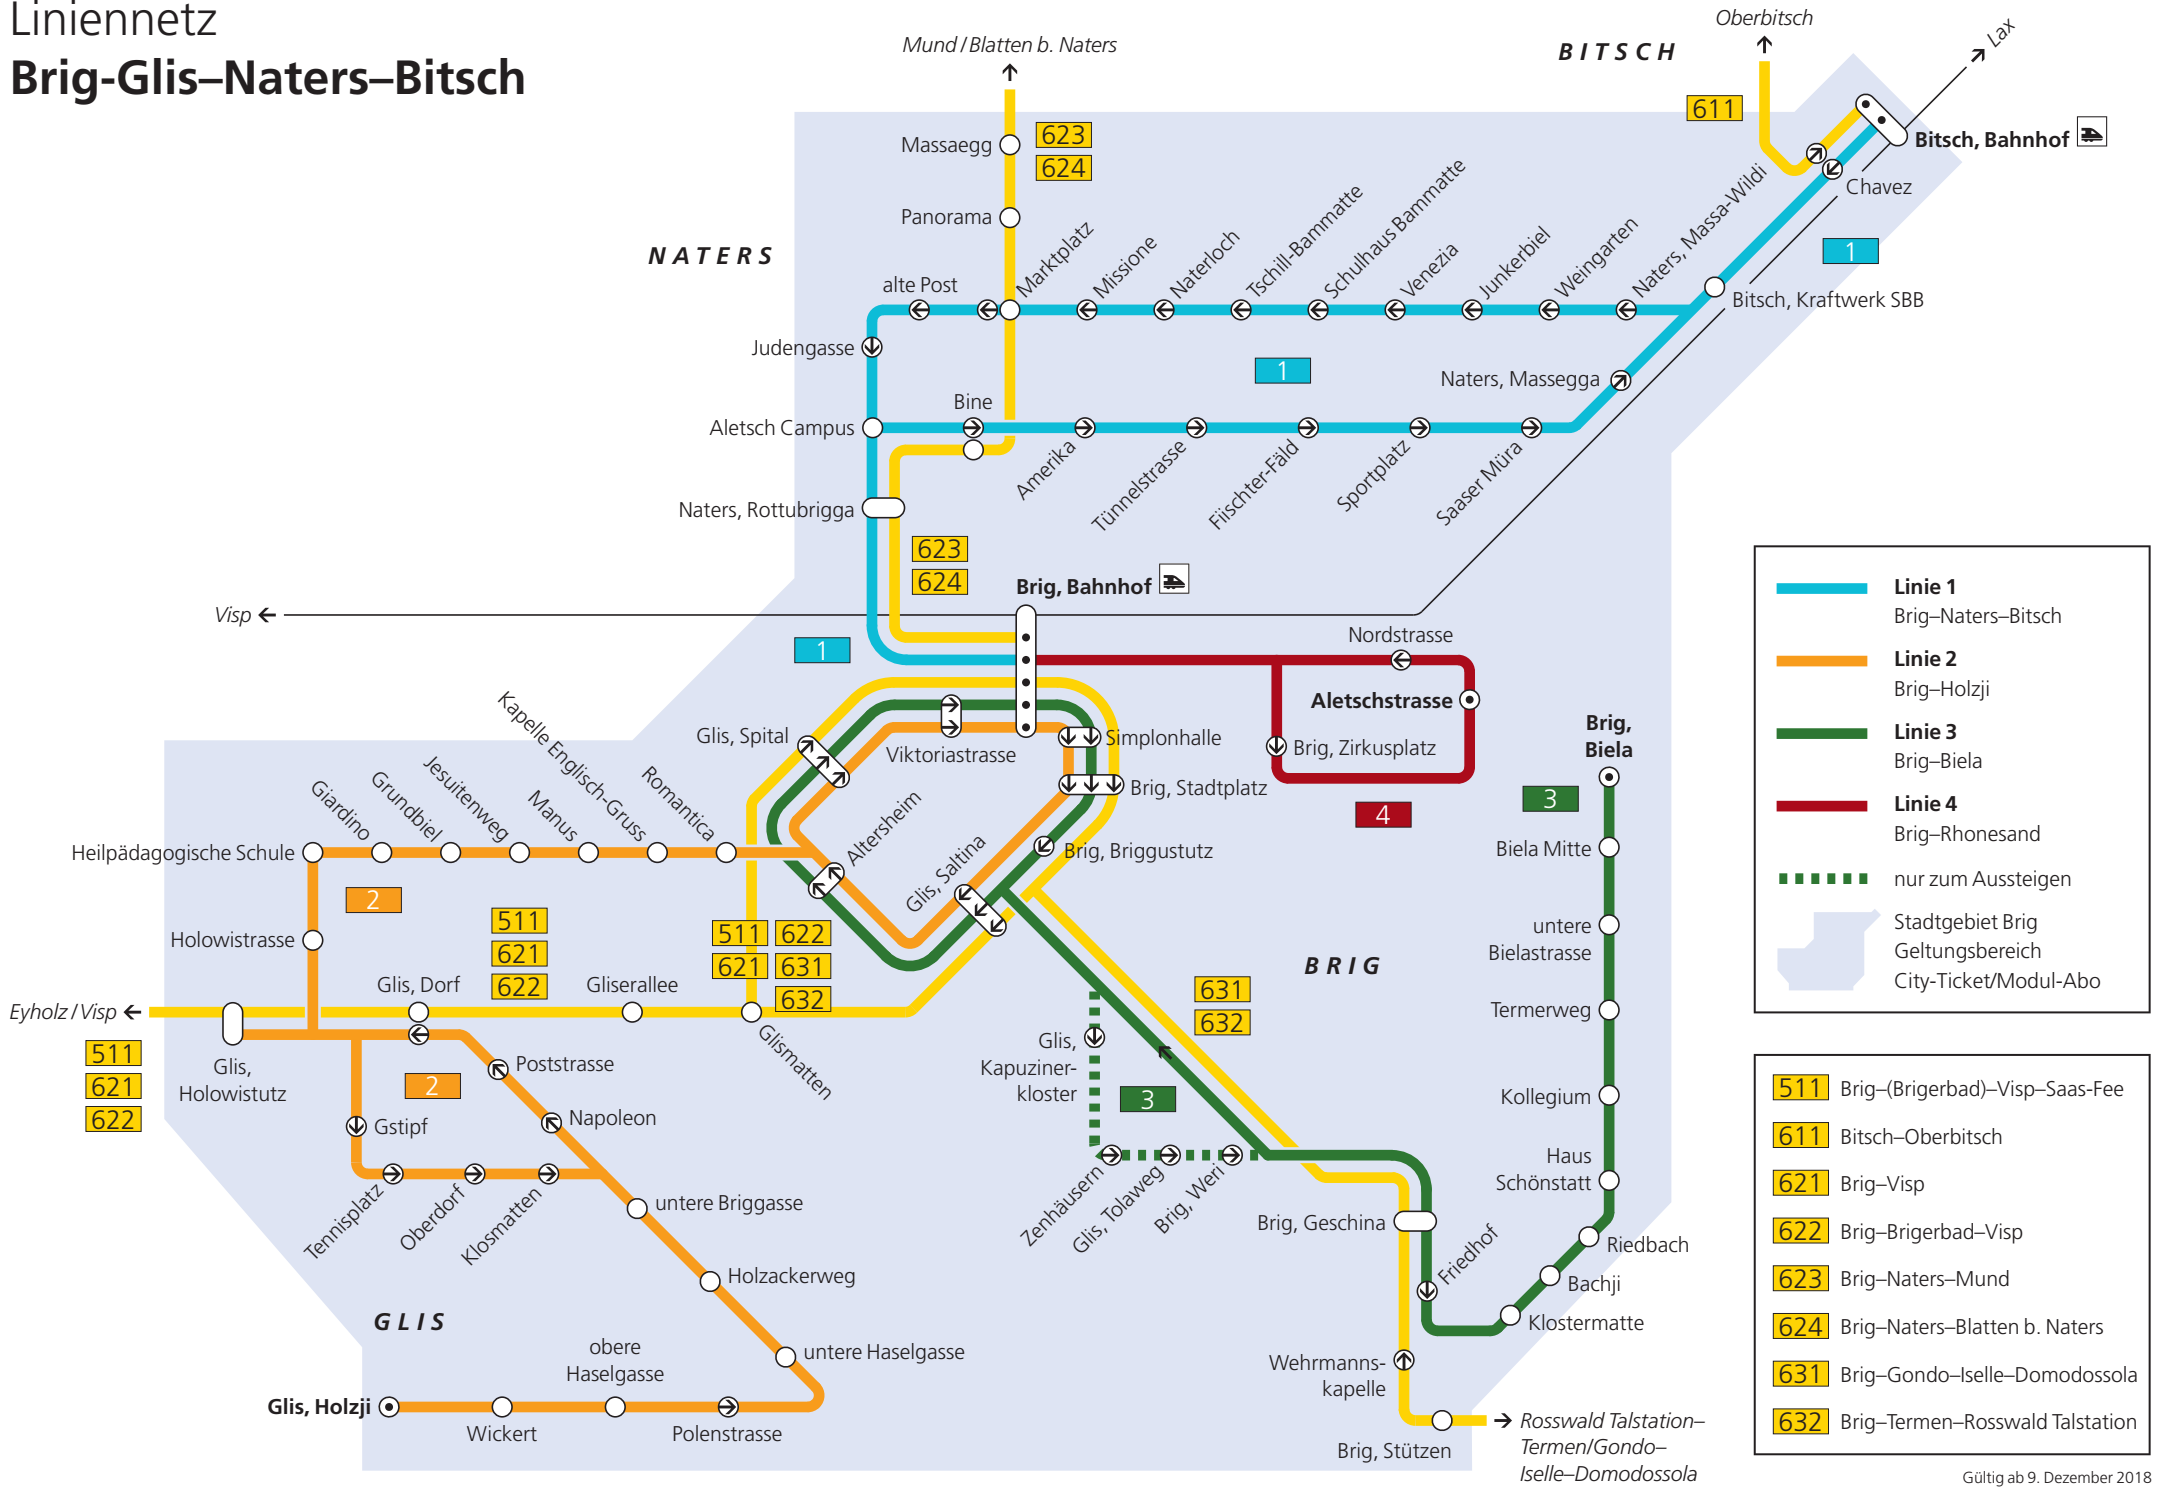 Liniennetz
Brig-Glis–Naters–Bitsch
Mund/Blatten b. Naters
BITSCH
Oberbitsch
Lax
611
Bitsch, Bahnhof
Chavez
1
Massaegg
623
624
Panorama
NATERS
alte Post
Marktplatz
Missione
Naterloch
Tschill-Bammatte
Schulhaus Bammatte
Venezia
Junkerbiel
Weingarten
Naters, Massa-Wildi
Bitsch, Kraftwerk SBB
Judengasse
1
Naters, Massegga
Bine
Aletsch Campus
Amerika
Tünnelstrasse
Fiischter-Fäld
Sportplatz
Saaser Müra
Naters, Rottubrigga
623
624
Brig, Bahnhof
Visp
1
Nordstrasse
Aletschstrasse
Brig, Zirkusplatz
4
Glis, Spital
Viktoriastrasse
Simplonhalle
Brig, Stadtplatz
Altersheim
Glis, Saltina
Brig, Briggustutz
Brig,
Biela
3
Biela Mitte
untere
Bielastrasse
Termerweg
Kollegium
Haus
Schönstatt
Riedbach
Bachji
Klostermatte
Friedhof
Kapelle Englisch-Gruss
Romantica
Manus
Jesuitenweg
Grundbiel
Giardino
Heilpädagogische Schule
2
Holowistrasse
511
621
622
511
622
621
631
632
Glis, Dorf
Gliserallee
Glismatten
Eyholz/Visp
511
621
622
Glis,
Holowistutz
2
Poststrasse
Napoleon
Gstipf
Tennisplatz
Oberdorf
Klosmatten
untere Briggasse
Holzackerweg
untere Haselgasse
GLIS
obere
Haselgasse
Glis, Holzji
Wickert
Polenstrasse
BRIG
631
632
Glis,
Kapuziner-
kloster
3
Zenhäusern
Glis, Tolaweg
Brig, Weri
Brig, Geschina
Wehrmanns-
kapelle
Brig, Stützen
Rosswald Talstation–
Termen/Gondo–
Iselle–Domodossola
Linie 1
Brig–Naters–Bitsch
Linie 2
Brig–Holzji
Linie 3
Brig–Biela
Linie 4
Brig–Rhonesand
nur zum Aussteigen
Stadtgebiet Brig
Geltungsbereich
City-Ticket/Modul-Abo
511 Brig–(Brigerbad)–Visp–Saas-Fee
611 Bitsch–Oberbitsch
621 Brig–Visp
622 Brig–Brigerbad–Visp
623 Brig–Naters–Mund
624 Brig–Naters–Blatten b. Naters
631 Brig–Gondo–Iselle–Domodossola
632 Brig–Termen–Rosswald Talstation
Gültig ab 9. Dezember 2018